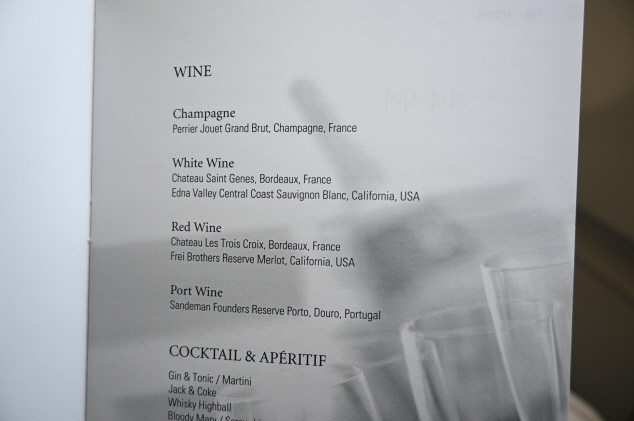 WINE
Champagne
Perrier Jouet Grand Brut, Champagne, France
White Wine
Chateau Saint Genes, Bordeaux, France
Edna Valley Central Coast Sauvignon Blanc, California, USA
Red Wine
Chateau Les Trois Croix, Bordeaux, France
Frei Brothers Reserve Merlot, California, USA
Port Wine
Sandeman Founders Reserve Porto, Douro, Portugal
COCKTAIL & APÉRITIF
Gin & Tonic / Martini
Jack & Coke
Whisky Highball
Bloody Mary /